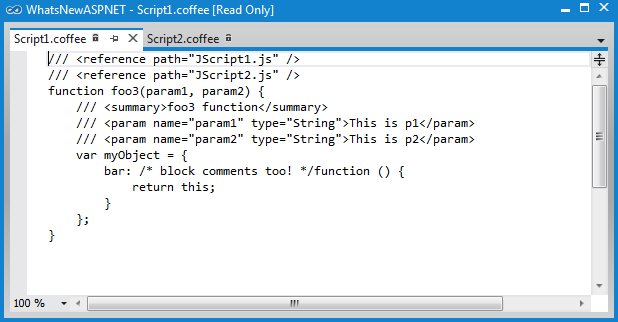 WhatsNewASPNET - Script1.coffee [Read Only]
Script1.coffee Script2.coffee
/// <reference path="JScript1.js" />
/// <reference path="JScript2.js" />
function foo3(param1, param2) {
    /// <summary>foo3 function</summary>
    /// <param name="param1" type="String">This is p1</param>
    /// <param name="param2" type="String">This is p2</param>
    var myObject = {
        bar: /* block comments too! */function () {
            return this;
        }
    };
}
100 %